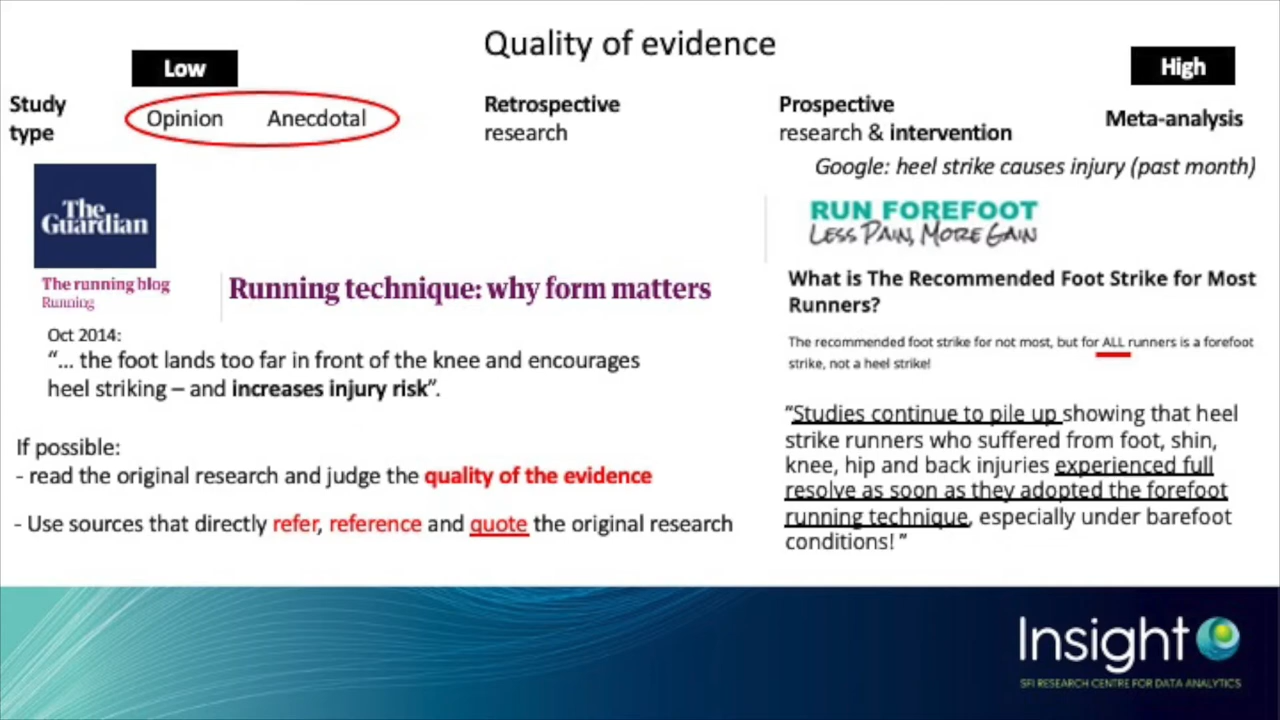 Quality of evidence
Low
High
Study
type
Opinion
Anecdotal
Retrospective
research
Prospective
research & intervention
Meta-analysis
Google: heel strike causes injury (past month)
The
Guardian
The running blog
Running
Running technique: why form matters
Oct 2014:
“... the foot lands too far in front of the knee and encourages
heel striking – and increases injury risk”.
If possible:
- read the original research and judge the quality of the evidence
- Use sources that directly refer, reference and quote the original research
RUN FOREFOOT
LESS PAIN, MORE GAIN
What is The Recommended Foot Strike for Most
Runners?
The recommended foot strike for not most, but for ALL runners is a forefoot
strike, not a heel strike!
“Studies continue to pile up showing that heel
strike runners who suffered from foot, shin,
knee, hip and back injuries experienced full
resolve as soon as they adopted the forefoot
running technique, especially under barefoot
conditions! ”
Insight
SFI RESEARCH CENTRE FOR DATA ANALYTICS